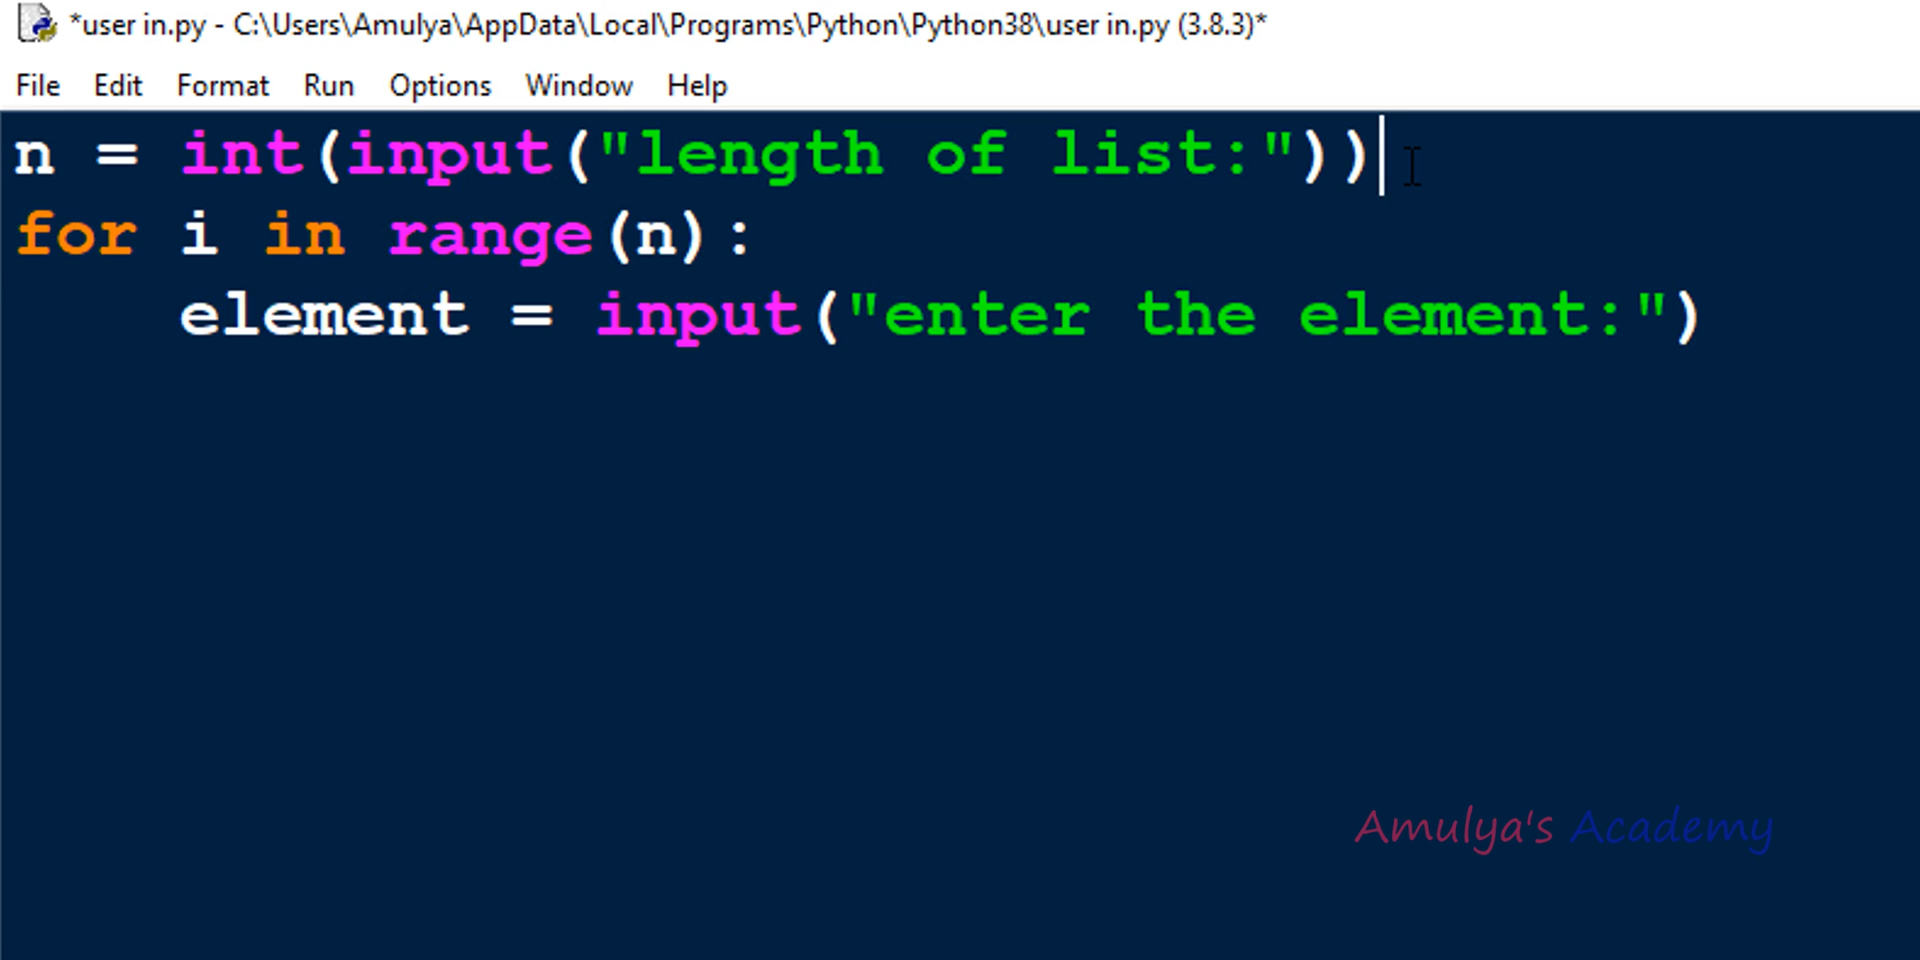 *user in.py - C:\Users\Amulya\AppData\Local\Programs\Python\Python38\user in.py (3.8.3)*
File Edit Format Run Options Window Help
n = int(input("length of list:"))
for i in range(n):
    element = input("enter the element:")
Amulya's Academy